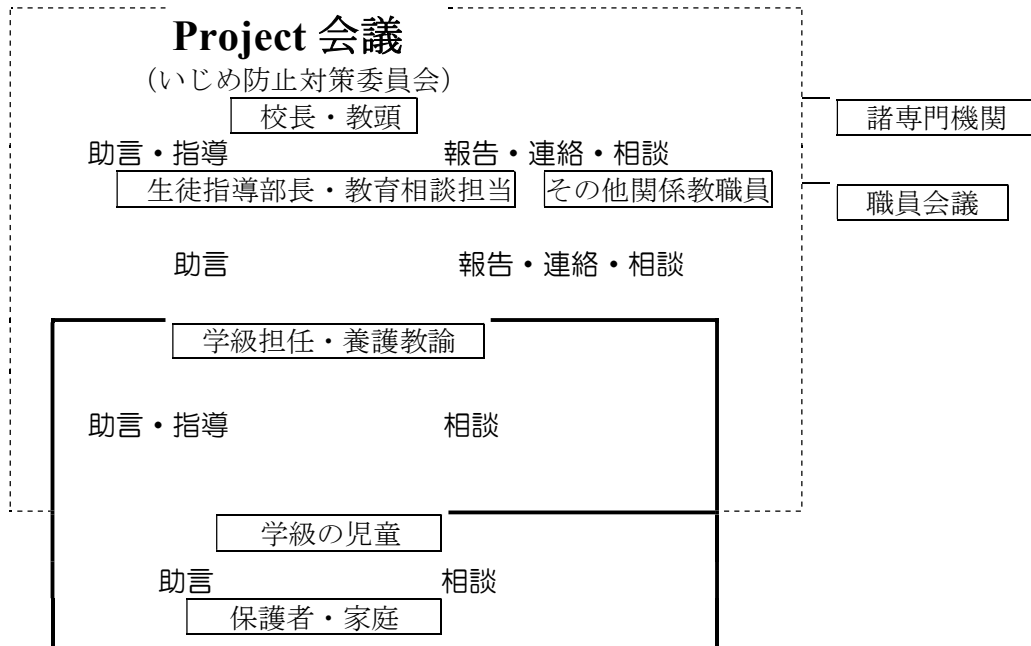 Project 会議
（いじめ防止対策委員会）
校長・教頭
諸専門機関
助言・指導 報告・連絡・相談
生徒指導部長・教育相談担当 その他関係教職員
職員会議
助言 報告・連絡・相談
学級担任・養護教諭
助言・指導 相談
学級の児童
助言 相談
保護者・家庭